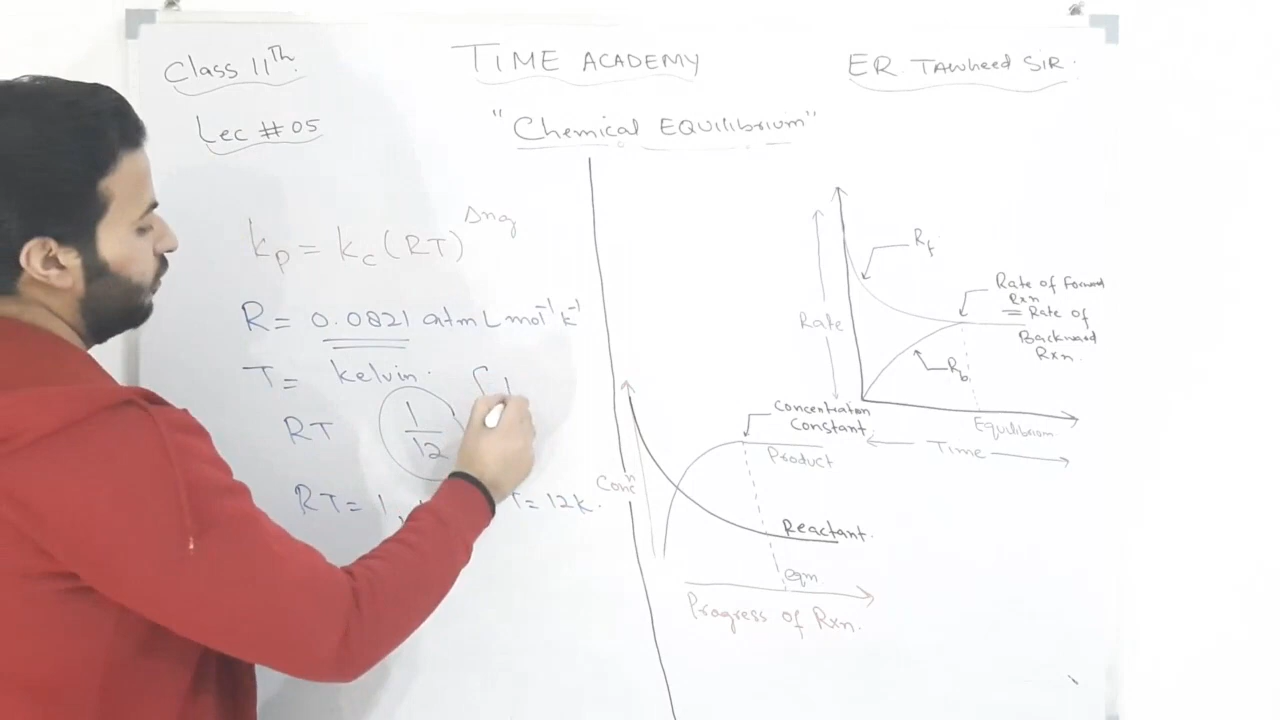 Class 11Th.
TIME ACADEMY
ER. Tawheed SIR.
Lec # 05
"Chemical EQUIlibrium"
kp = kc (RT)^Δng
R = 0.0821 atm L mol⁻¹ k⁻¹
T = kelvin.
RT
1
12
RT = 1
T = 12k.
Rate
Rf
Rate of Forward
Rxn
= Rate of
Backward
Rxn.
Rb
Equilibrium.
Time
Concⁿ
Concentration
Constant.
Product
Reactant.
eqm
Progress of Rxn.